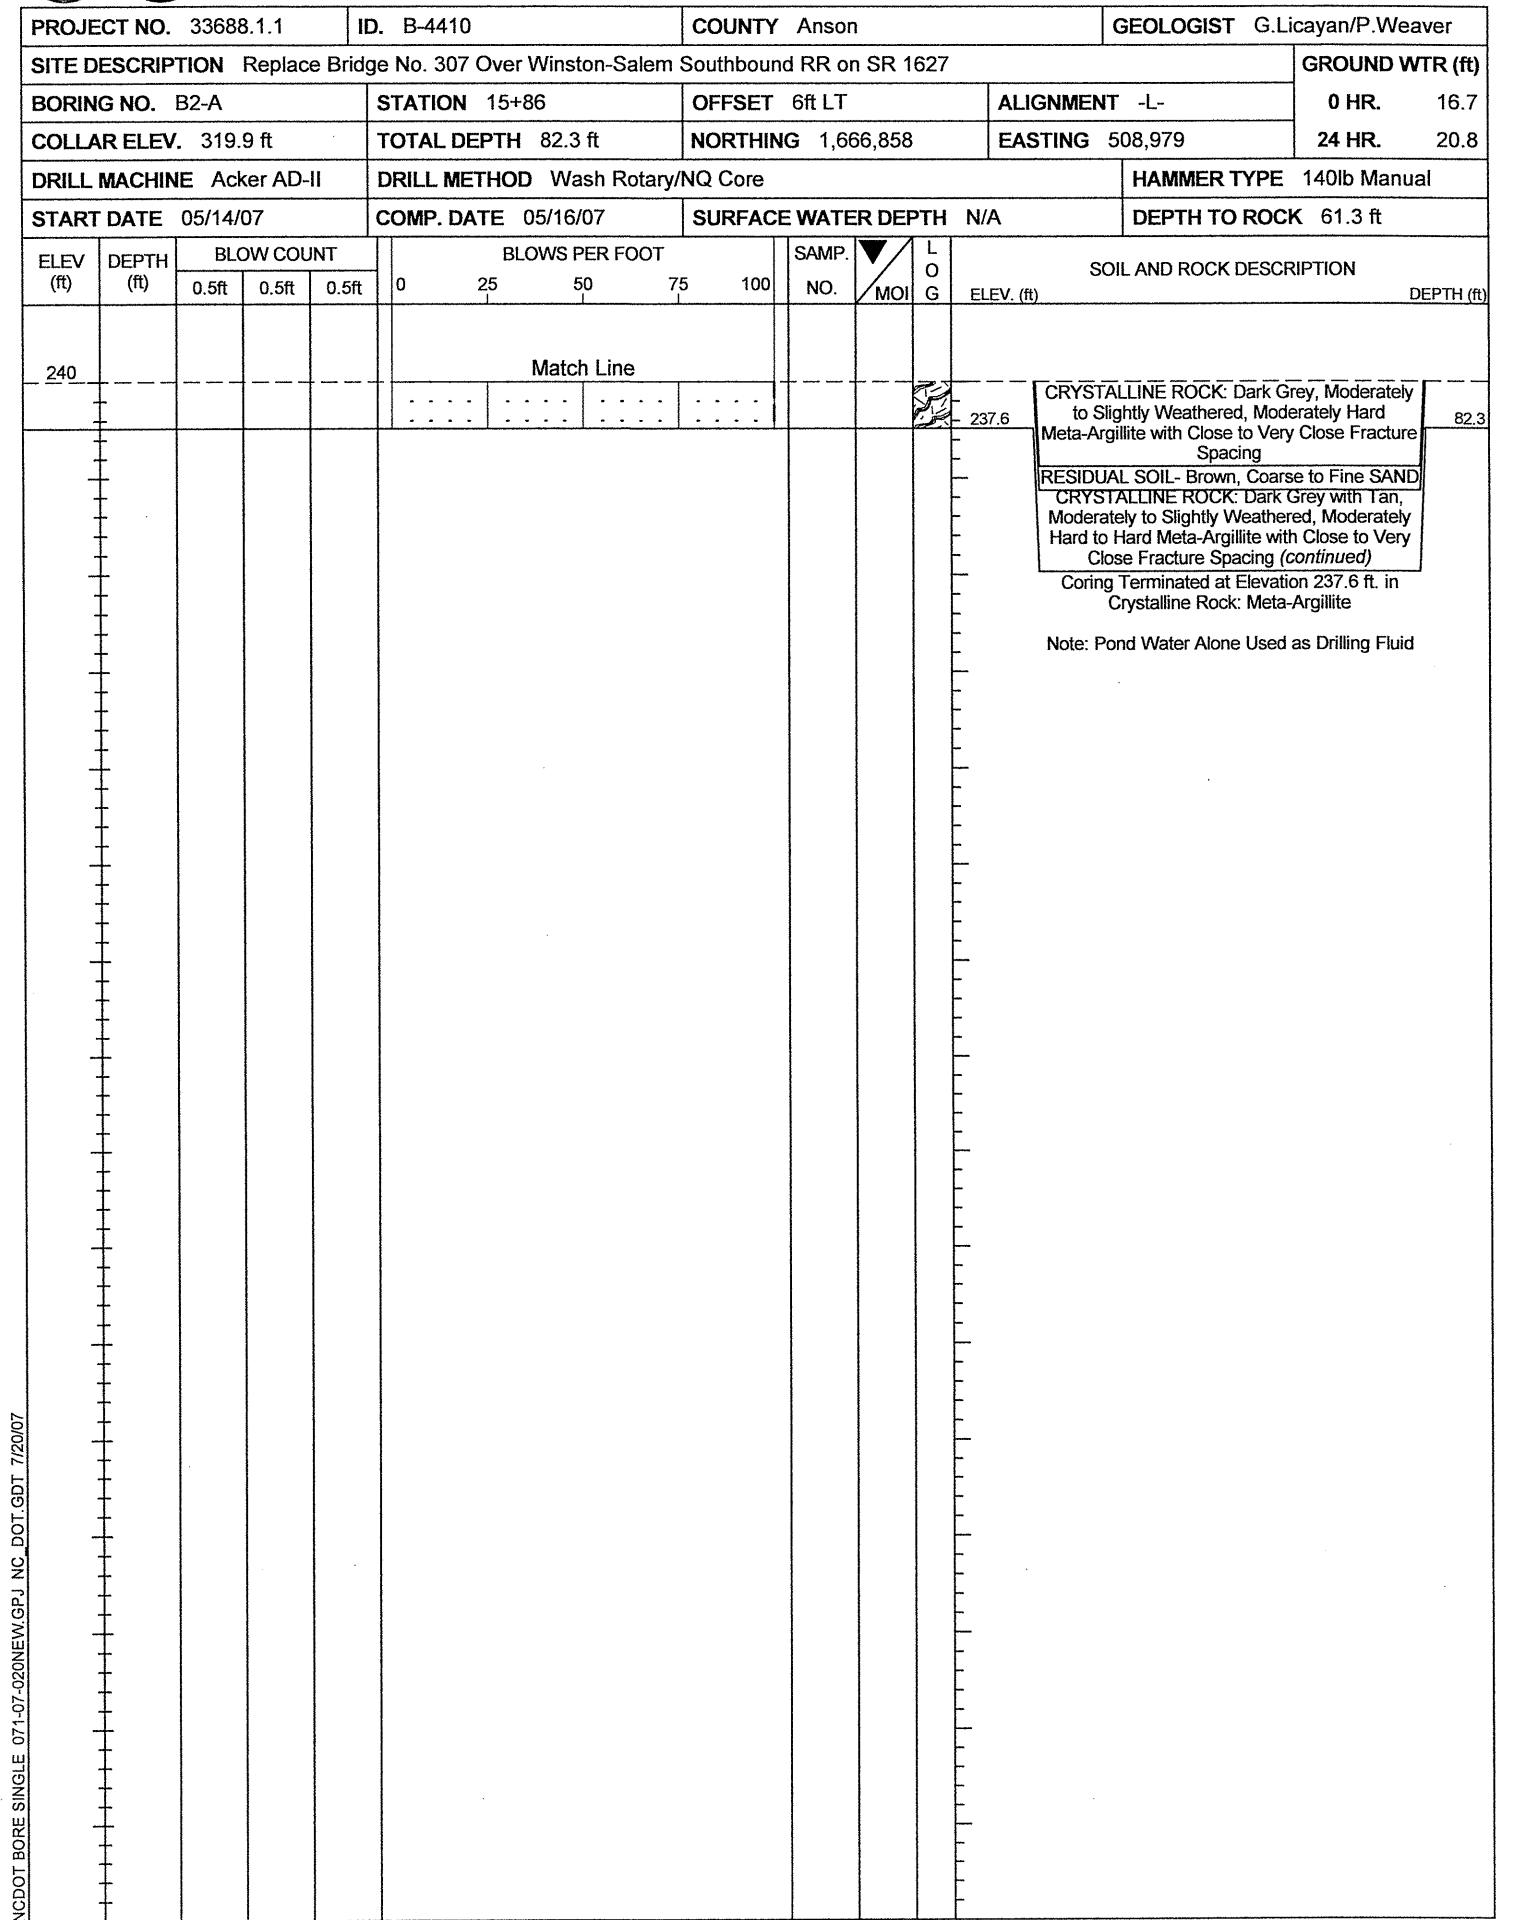 PROJECT NO. 33688.1.1 ID. B-4410 COUNTY Anson GEOLOGIST G.Licayan/P.Weaver
SITE DESCRIPTION Replace Bridge No. 307 Over Winston-Salem Southbound RR on SR 1627 GROUND WTR (ft)
BORING NO. B2-A STATION 15+86 OFFSET 6ft LT ALIGNMENT -L- 0 HR. 16.7
COLLAR ELEV. 319.9 ft TOTAL DEPTH 82.3 ft NORTHING 1,666,858 EASTING 508,979 24 HR. 20.8
DRILL MACHINE Acker AD-II DRILL METHOD Wash Rotary/NQ Core HAMMER TYPE 140lb Manual
START DATE 05/14/07 COMP. DATE 05/16/07 SURFACE WATER DEPTH N/A DEPTH TO ROCK 61.3 ft
ELEV (ft)
DEPTH (ft)
BLOW COUNT
0.5ft 0.5ft 0.5ft
BLOWS PER FOOT
0 25 50 75 100
SAMP. NO.
MOI
L
O
G
SOIL AND ROCK DESCRIPTION
ELEV. (ft) DEPTH (ft)
240 Match Line
CRYSTALLINE ROCK: Dark Grey, Moderately
to Slightly Weathered, Moderately Hard
237.6 Meta-Argillite with Close to Very Close Fracture 82.3
Spacing
RESIDUAL SOIL- Brown, Coarse to Fine SAND
CRYSTALLINE ROCK: Dark Grey with Tan,
Moderately to Slightly Weathered, Moderately
Hard to Hard Meta-Argillite with Close to Very
Close Fracture Spacing (continued)
Coring Terminated at Elevation 237.6 ft. in
Crystalline Rock: Meta-Argillite
Note: Pond Water Alone Used as Drilling Fluid
NCDOT BORE SINGLE 071-07-020NEW.GPJ NC_DOT.GDT 7/20/07